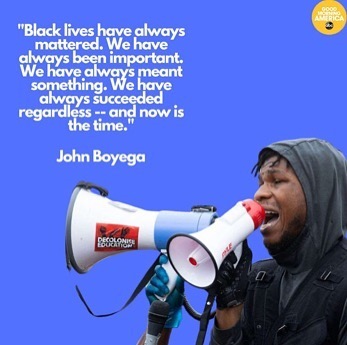 GOOD
MORNING
AMERICA
abc
"Black lives have always
mattered. We have
always been important.
We have always meant
something. We have
always succeeded
regardless -- and now is
the time."
John Boyega
DECOLONISE
EDUCATION